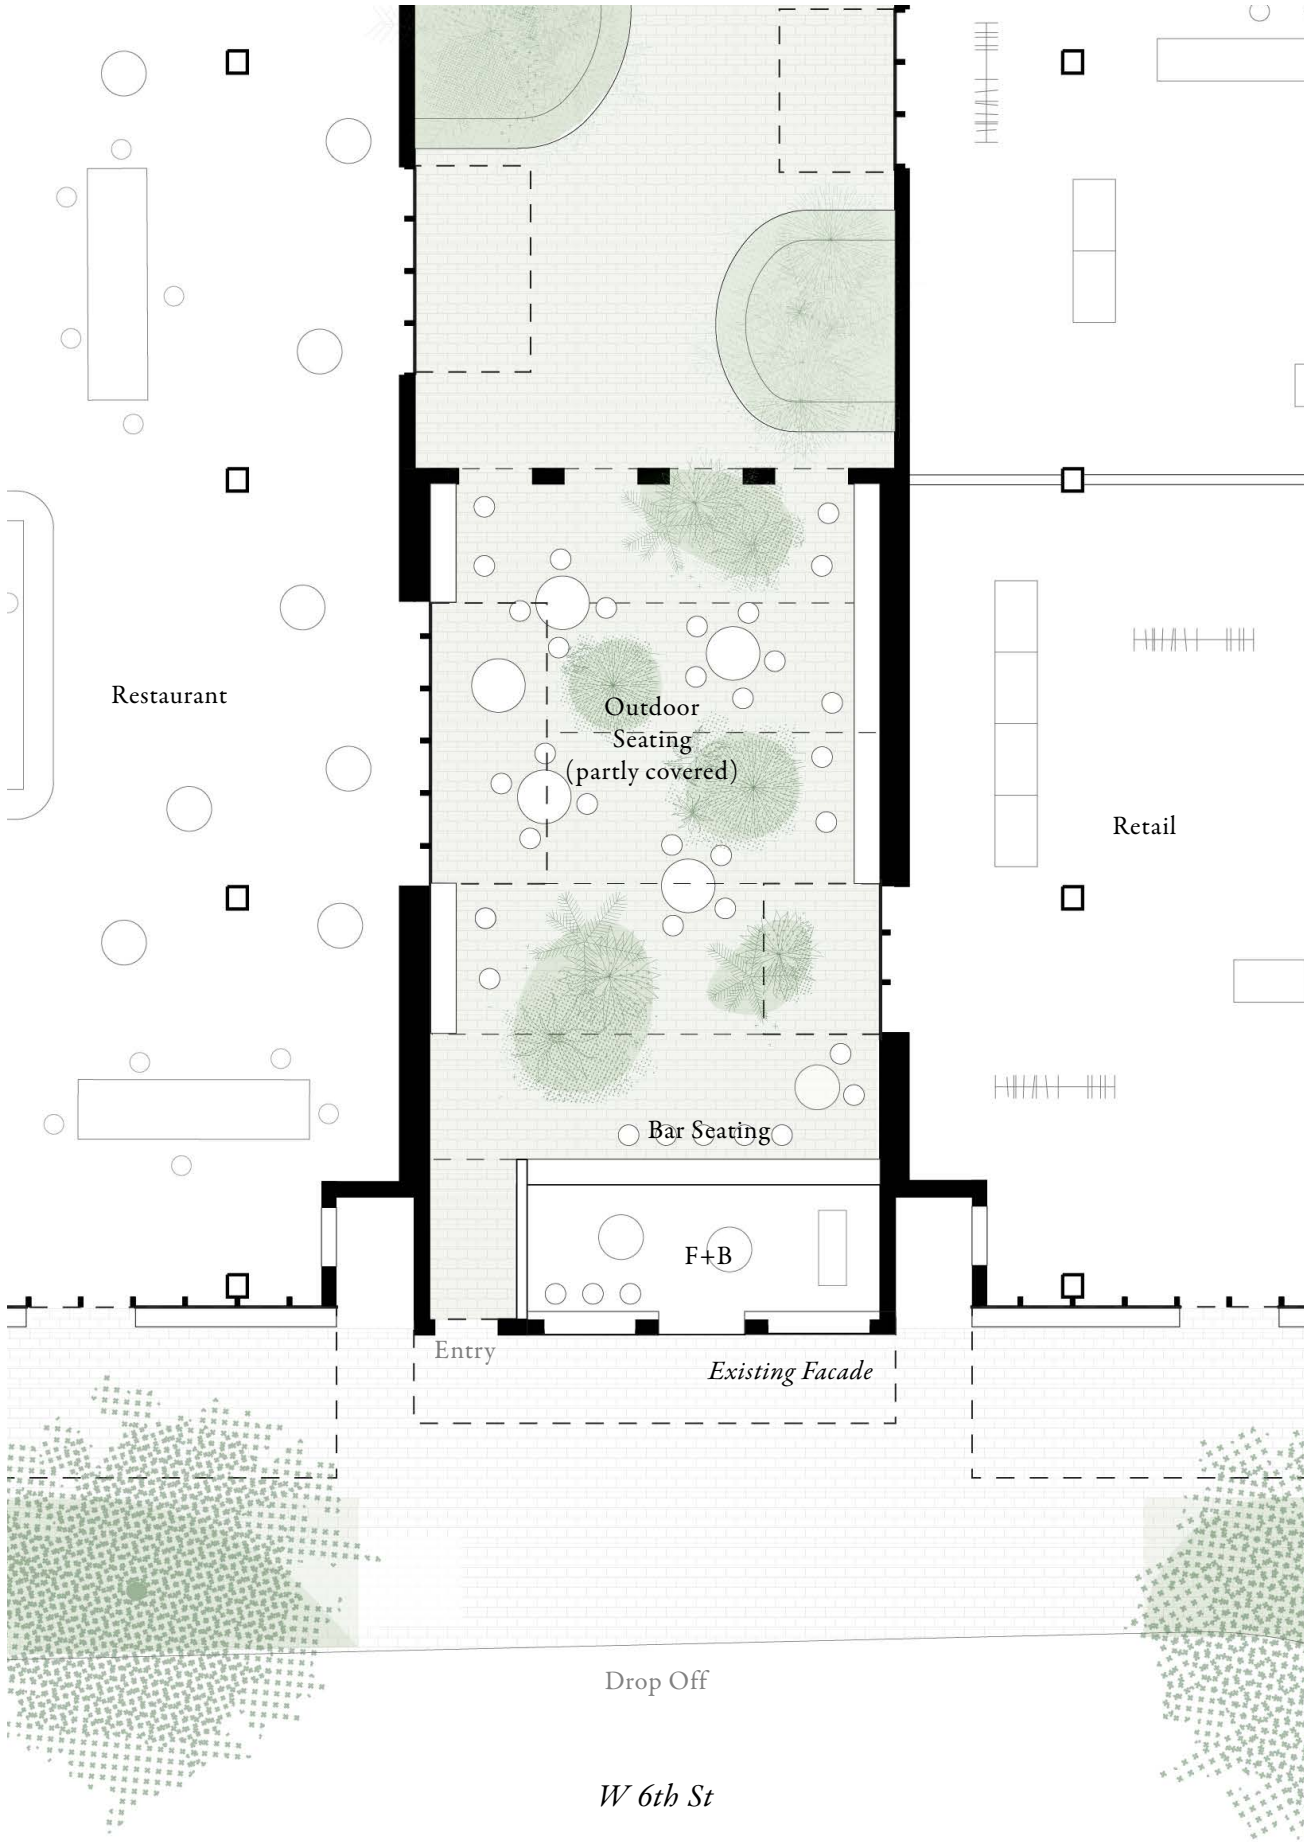 Restaurant
Outdoor
Seating
(partly covered)
Retail
Bar Seating
F+B
Entry
Existing Facade
Drop Off
W 6th St